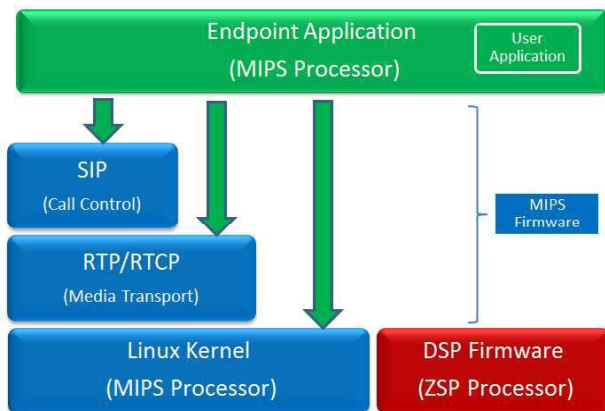 Endpoint Application
(MIPS Processor)
User
Application
SIP
(Call Control)
MIPS
Firmware
RTP/RTCP
(Media Transport)
Linux Kernel
(MIPS Processor)
DSP Firmware
(ZSP Processor)